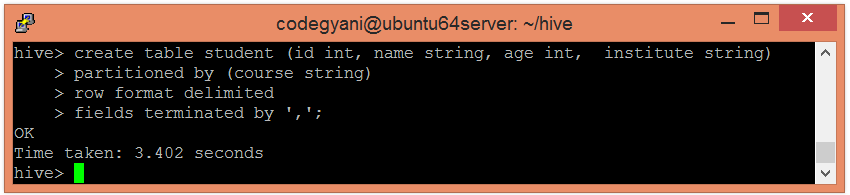 codegyani@ubuntu64server: ~/hive
hive> create table student (id int, name string, age int,  institute string)
    > partitioned by (course string)
    > row format delimited
    > fields terminated by ',';
OK
Time taken: 3.402 seconds
hive>